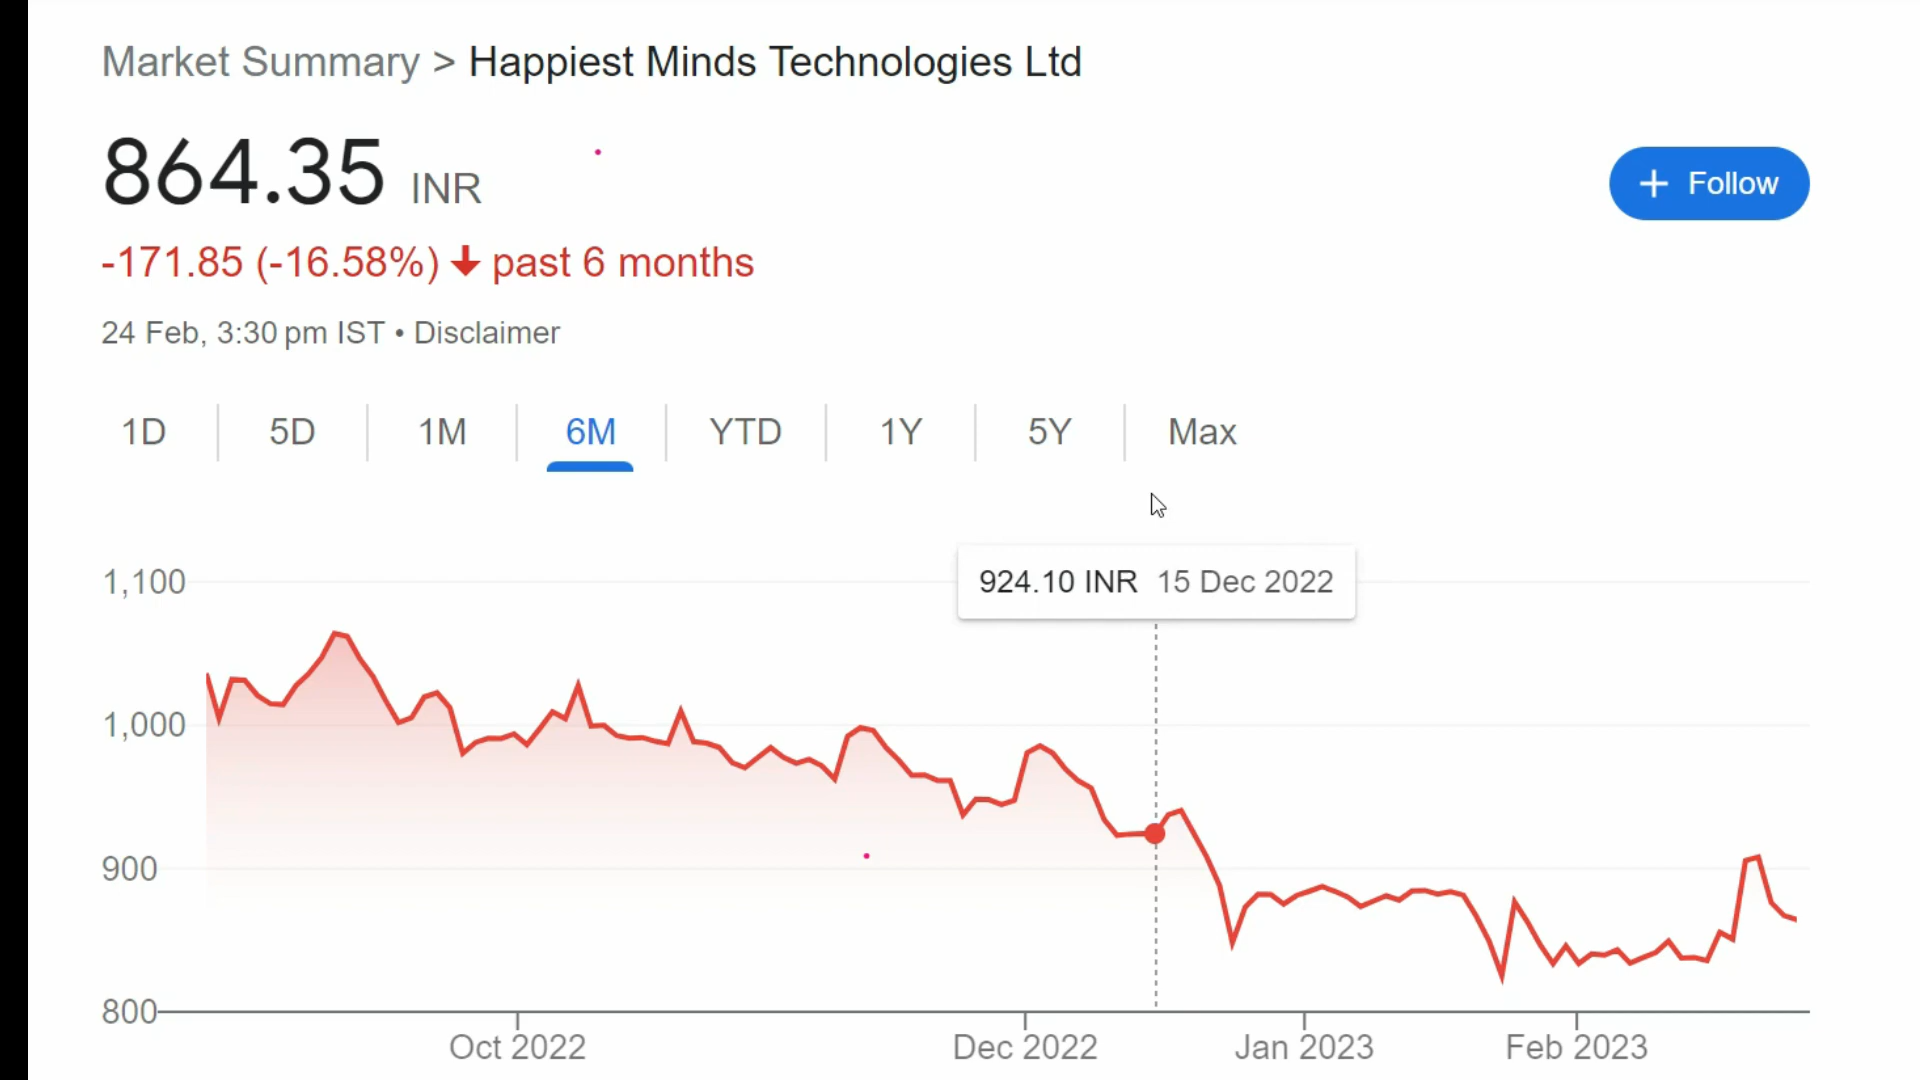 Market Summary > Happiest Minds Technologies Ltd
864.35 INR
+ Follow
-171.85 (-16.58%) ↓ past 6 months
24 Feb, 3:30 pm IST • Disclaimer
1D 5D 1M 6M YTD 1Y 5Y Max
924.10 INR 15 Dec 2022
1,100
1,000
900
800
Oct 2022 Dec 2022 Jan 2023 Feb 2023